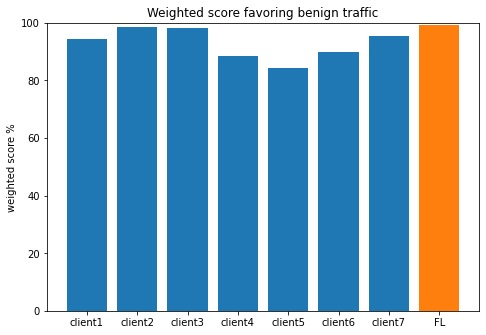 Weighted score favoring benign traffic
weighted score %
100
80
60
40
20
0
client1 client2 client3 client4 client5 client6 client7 FL